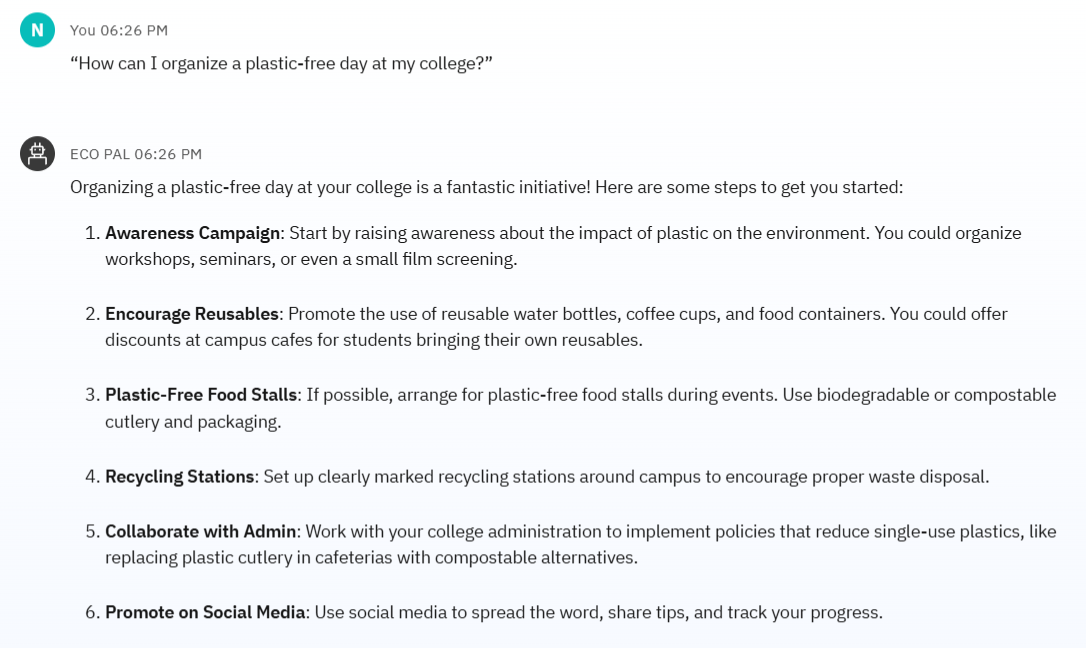 N
You 06:26 PM
“How can I organize a plastic-free day at my college?”
ECO PAL 06:26 PM
Organizing a plastic-free day at your college is a fantastic initiative! Here are some steps to get you started:
1. Awareness Campaign: Start by raising awareness about the impact of plastic on the environment. You could organize
workshops, seminars, or even a small film screening.
2. Encourage Reusables: Promote the use of reusable water bottles, coffee cups, and food containers. You could offer
discounts at campus cafes for students bringing their own reusables.
3. Plastic-Free Food Stalls: If possible, arrange for plastic-free food stalls during events. Use biodegradable or compostable
cutlery and packaging.
4. Recycling Stations: Set up clearly marked recycling stations around campus to encourage proper waste disposal.
5. Collaborate with Admin: Work with your college administration to implement policies that reduce single-use plastics, like
replacing plastic cutlery in cafeterias with compostable alternatives.
6. Promote on Social Media: Use social media to spread the word, share tips, and track your progress.